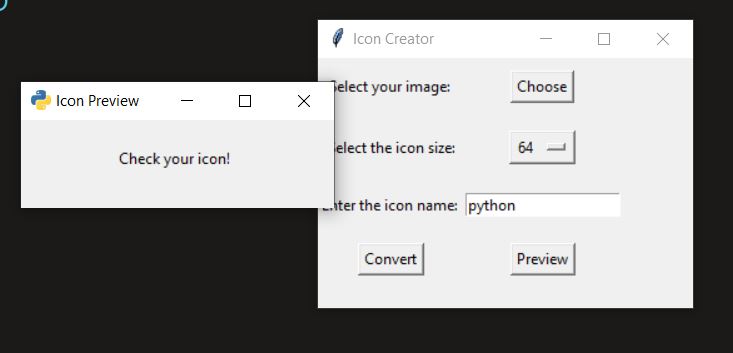 Icon Creator
Select your image:
Choose
Icon Preview
Check your icon!
Select the icon size:
64
Enter the icon name:
python
Convert
Preview